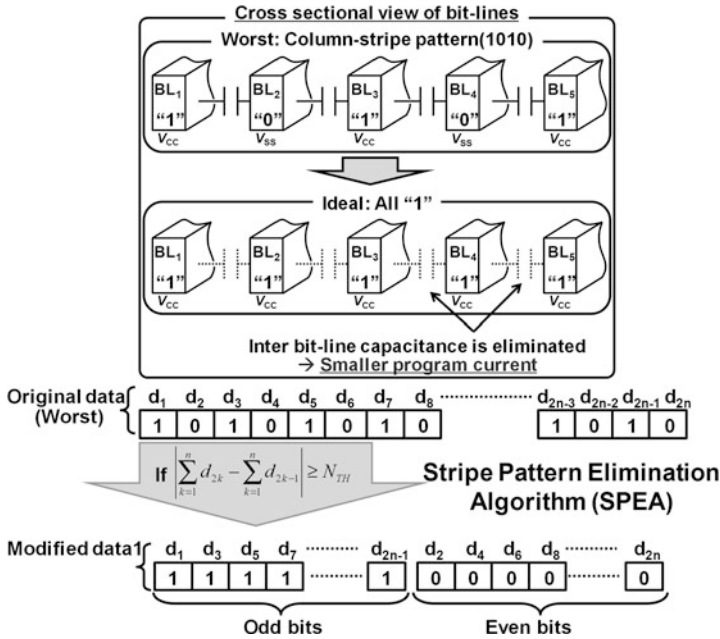 Cross sectional view of bit-lines
Worst: Column-stripe pattern(1010)
BL1 BL2 BL3 BL4 BL5
“1” “0” “1” “0” “1”
VCC VSS VCC VSS VCC
Ideal: All “1”
BL1 BL2 BL3 BL4 BL5
“1” “1” “1” “1” “1”
VCC VCC VCC VCC VCC
Inter bit-line capacitance is eliminated
→ Smaller program current
d1 d2 d3 d4 d5 d6 d7 d8 d2n-3 d2n-2 d2n-1 d2n
Original data
(Worst)
1 0 1 0 1 0 1 0 1 0 1 0
If |∑k=1n d2k − ∑k=1n d2k−1| ≥ NTH
Stripe Pattern Elimination
Algorithm (SPEA)
d1 d3 d5 d7 d2n-1 d2 d4 d6 d8 d2n
Modified data1
1 1 1 1 1 0 0 0 0 0
Odd bits Even bits